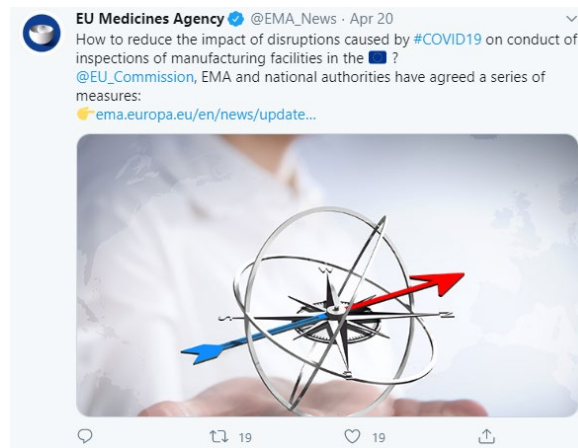 EU Medicines Agency @EMA_News · Apr 20
How to reduce the impact of disruptions caused by #COVID19 on conduct of
inspections of manufacturing facilities in the 🇪🇺 ?
@EU_Commission, EMA and national authorities have agreed a series of
measures:
👉ema.europa.eu/en/news/update...
W
S
N
19
19